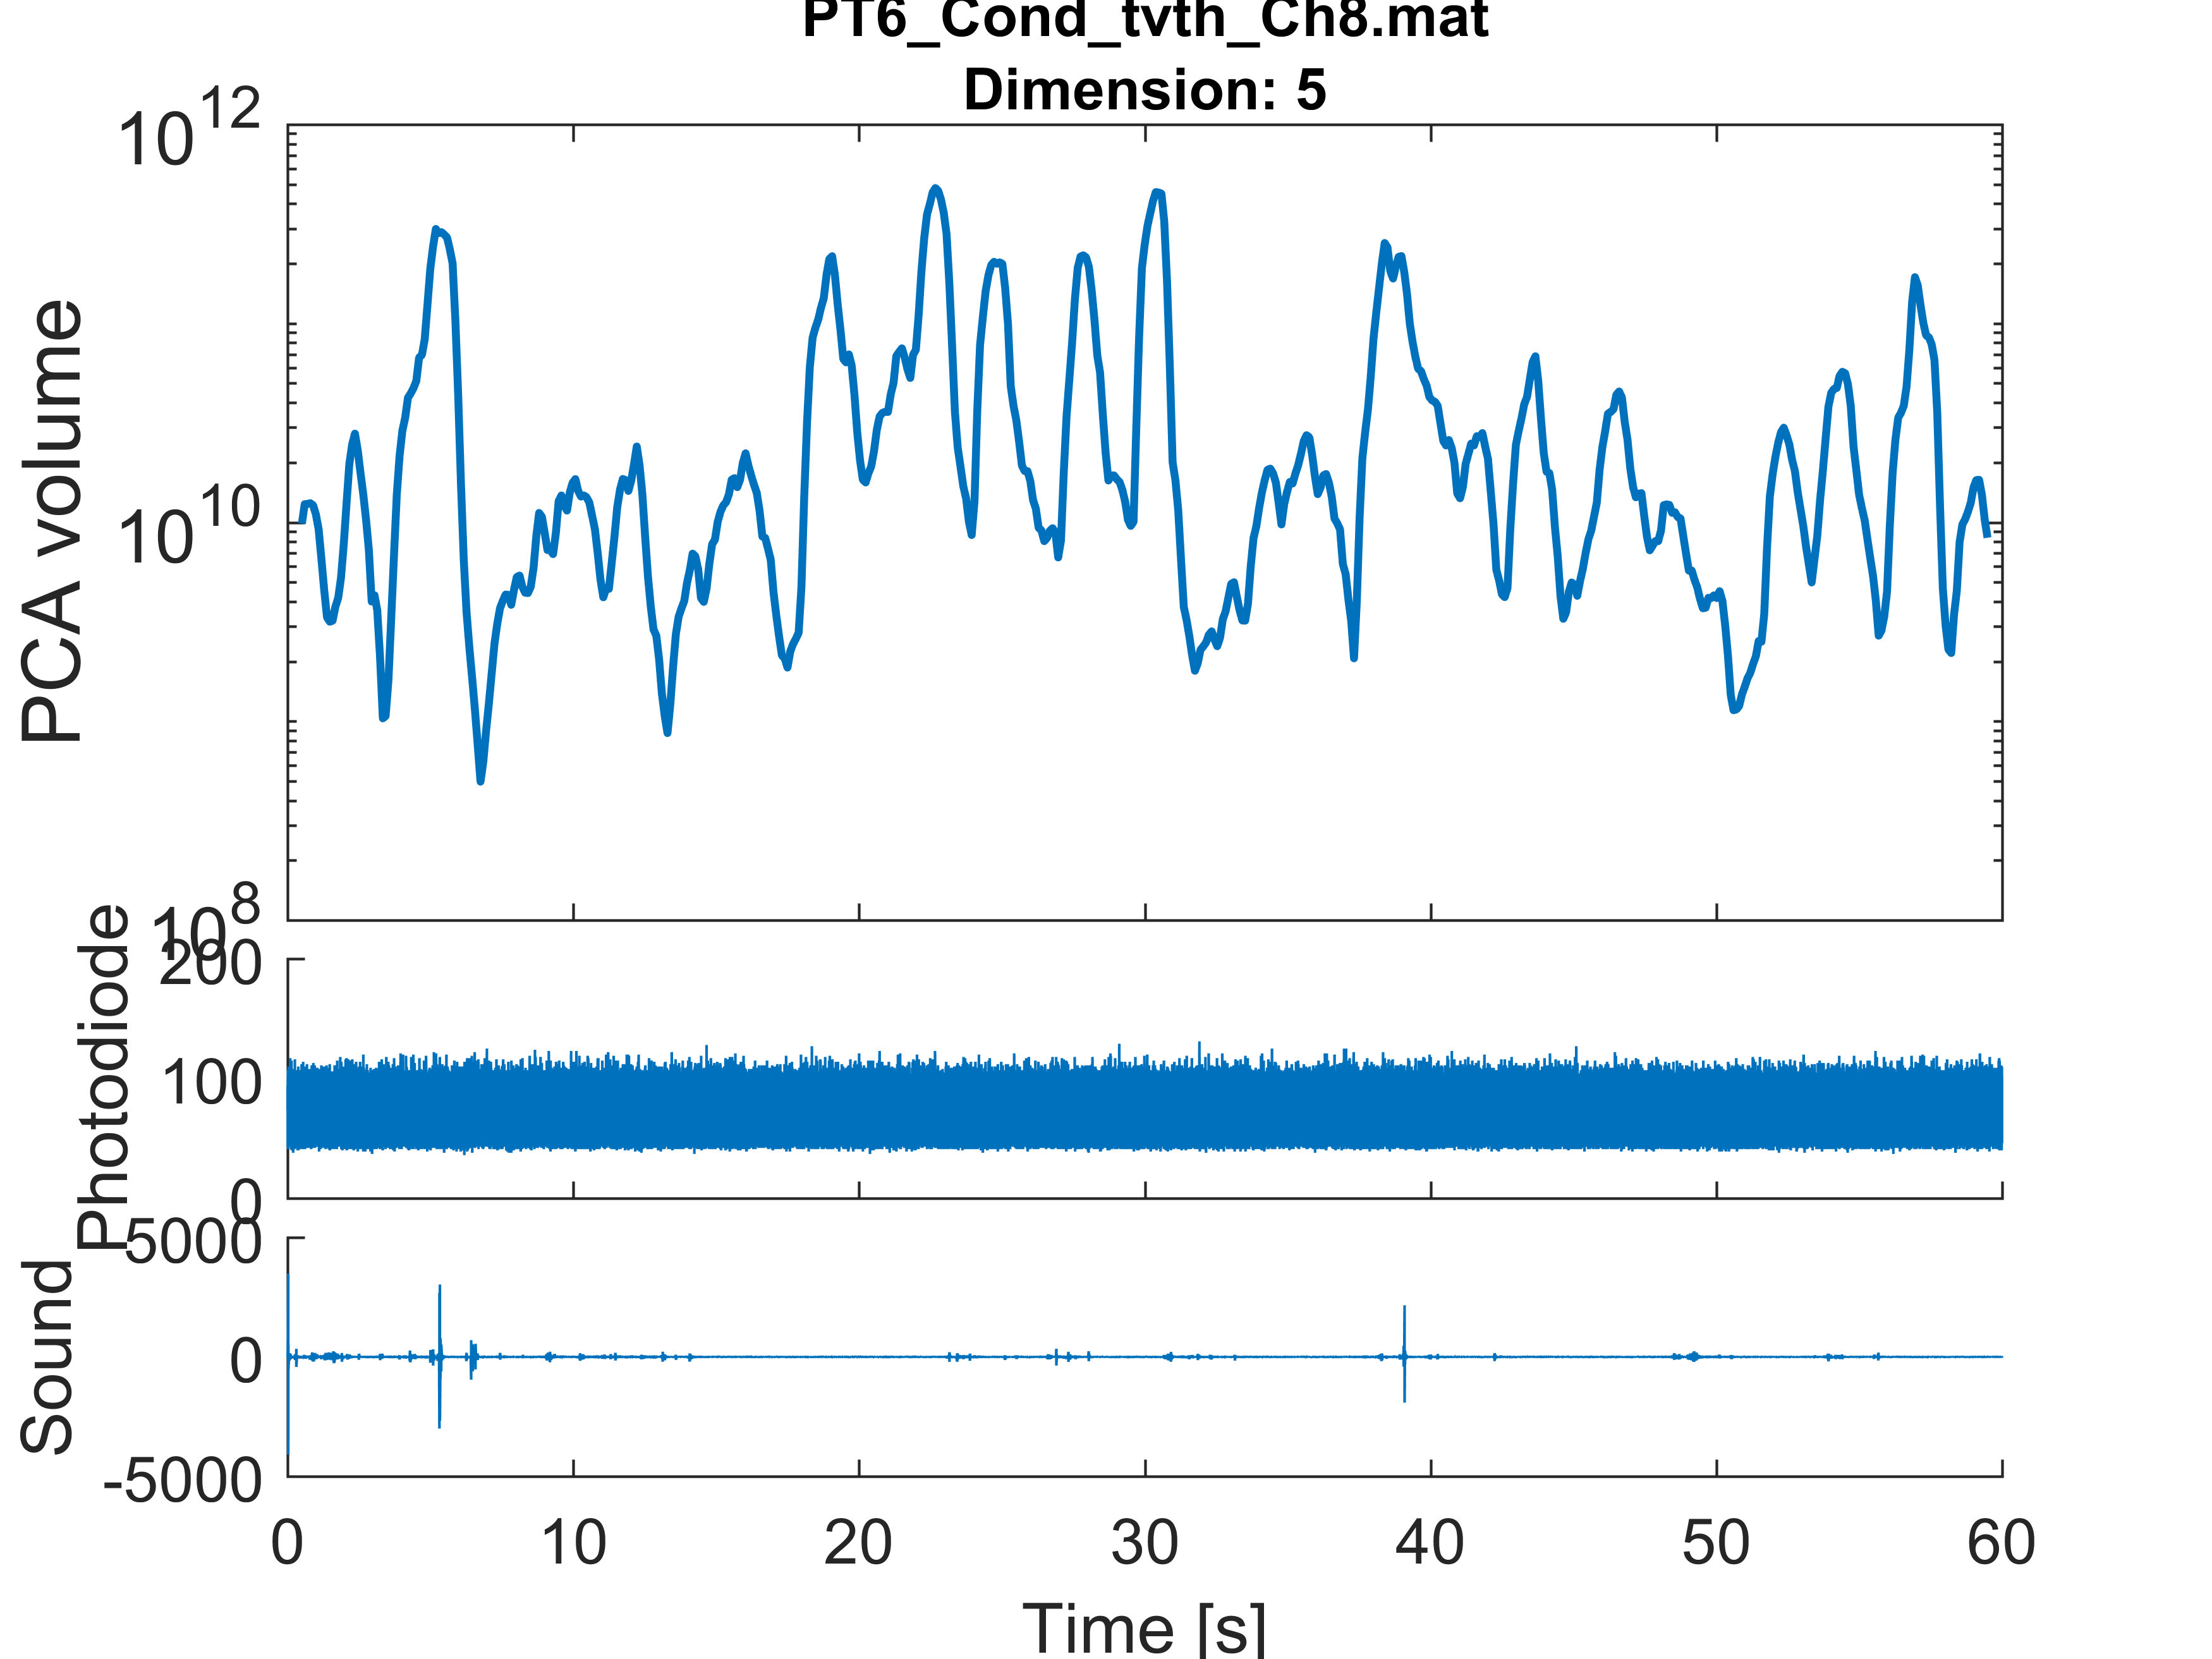 PT6_Cond_tvth_Ch8.mat
Dimension: 5
10^12
10^10
10^8
PCA volume
200
100
0
Photodiode
5000
0
-5000
Sound
0 10 20 30 40 50 60
Time [s]